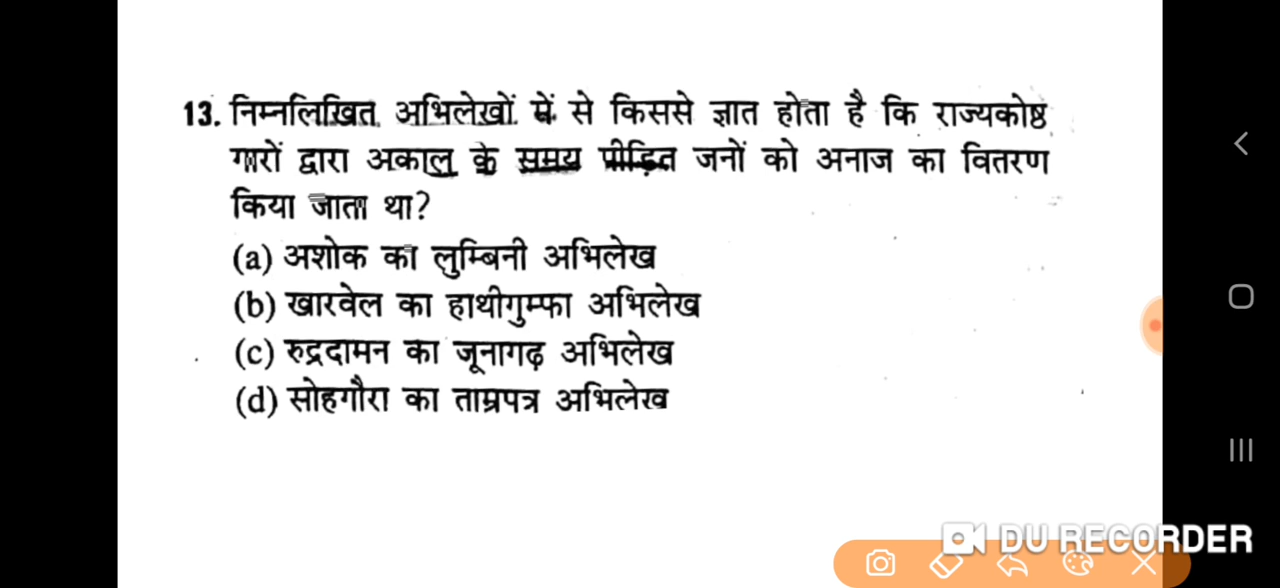 13. निम्नलिखित अभिलेखों में से किससे ज्ञात होता है कि राज्यकोष्ठ
गारों द्वारा अकाल के समय पीड़ित जनों को अनाज का वितरण
किया जाता था?
(a) अशोक का लुम्बिनी अभिलेख
(b) खारवेल का हाथीगुम्फा अभिलेख
(c) रुद्रदामन का जूनागढ़ अभिलेख
(d) सोहगौरा का ताम्रपत्र अभिलेख
DU RECORDER